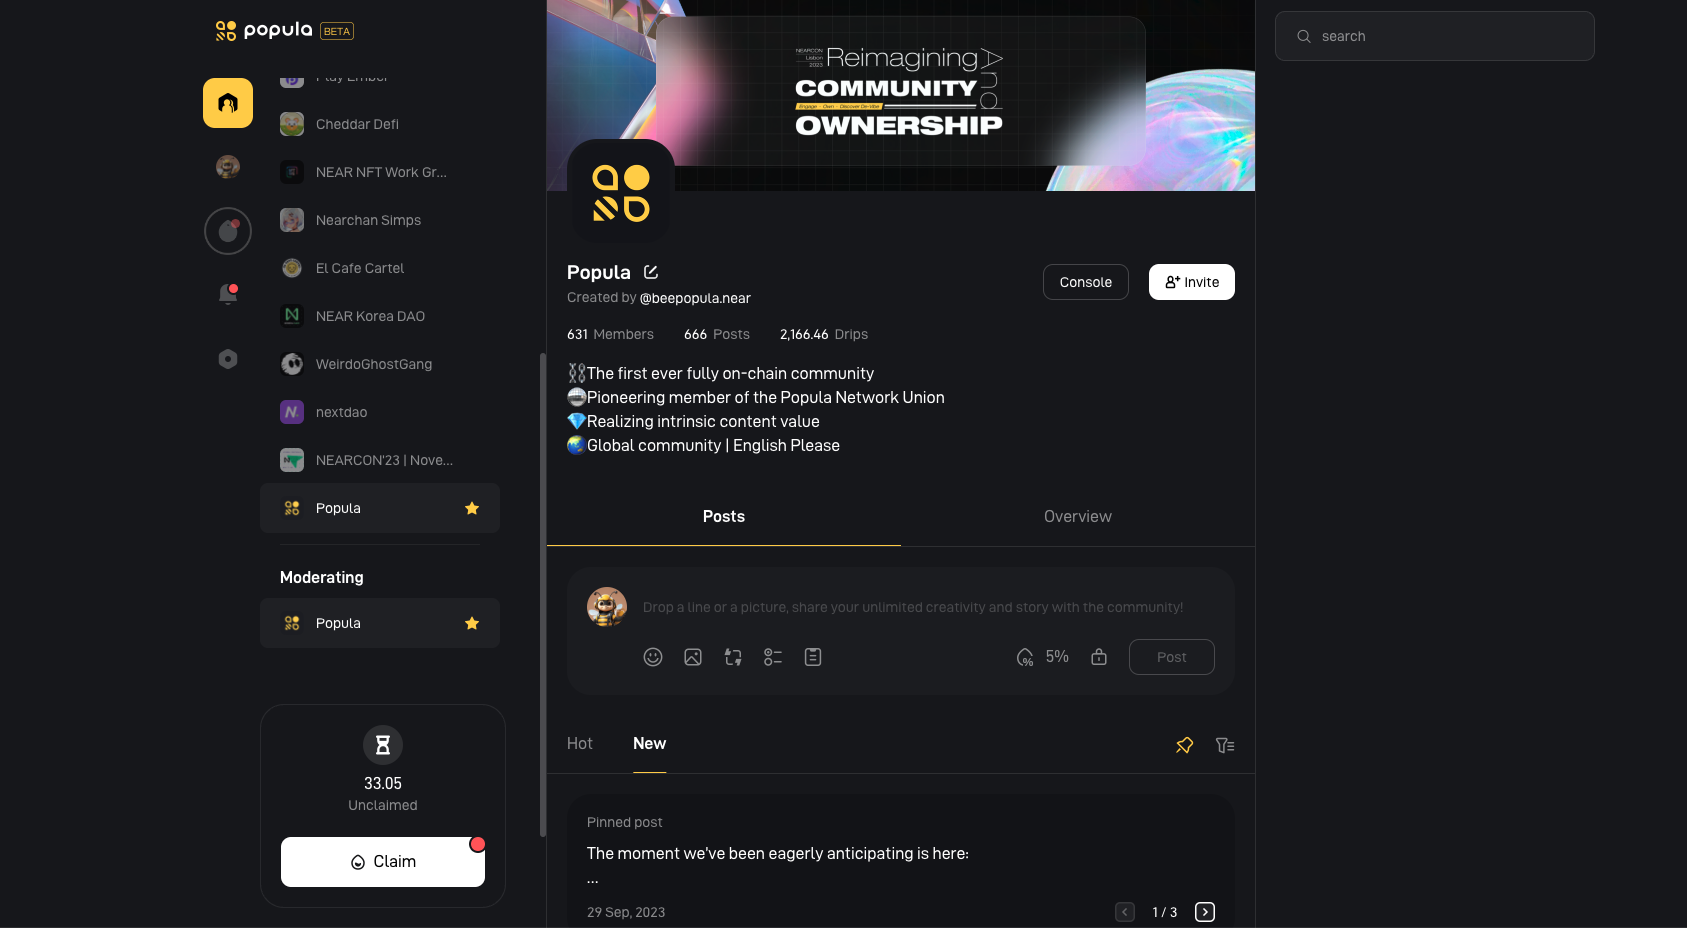 popula BETA
Play Ember
Cheddar Defi
NEAR NFT Work Gr...
Nearchan Simps
El Cafe Cartel
NEAR Korea DAO
WeirdoGhostGang
nextdao
NEARCON'23 | Nove...
Popula
Moderating
Popula
33.05
Unclaimed
Claim
NEARCON
Lisbon
2023
Reimagining
And
COMMUNITY
Engage - Own - Discover De-Vibe
OWNERSHIP
Popula
Created by @beepopula.near
Console
Invite
631 Members 666 Posts 2,166.46 Drips
⛓️The first ever fully on-chain community
Pioneering member of the Popula Network Union
💎Realizing intrinsic content value
🌏Global community | English Please
Posts
Overview
Drop a line or a picture, share your unlimited creativity and story with the community!
% 5%
Post
Hot
New
Pinned post
The moment we've been eagerly anticipating is here:
...
29 Sep, 2023
1 / 3
search